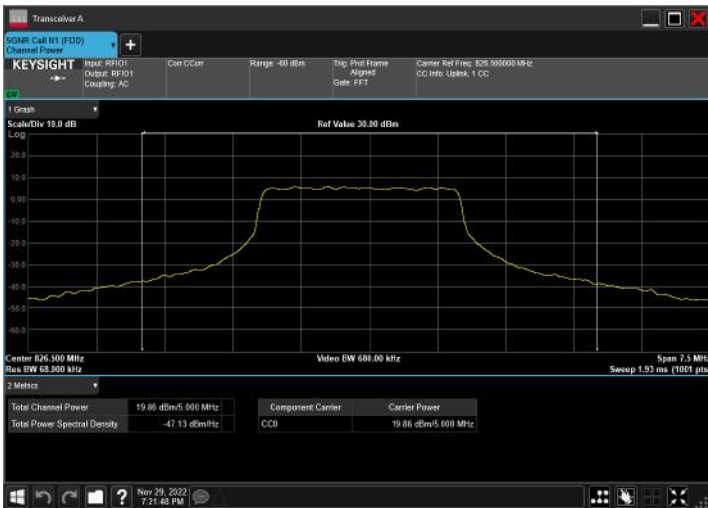 Transceiver A
5GNR Cell N1 (FDD)
Channel Power
KEYSIGHT
Input: RFIO1
Output: RFIO1
Coupling: AC
Corr CCorr
Range: -60 dBm
Trig: Prot Frame
Aligned
Gate: FFT
Carrier Ref Freq: 826.500000 MHz
CC Info: Uplink, 1 CC
1 Graph
Scale/Div 10.0 dB
Ref Value 30.00 dBm
Log
20.0
10.0
0.00
-10.0
-20.0
-30.0
-40.0
-50.0
-60.0
Center 826.500 MHz
Video BW 680.00 kHz
Span 7.5 MHz
Res BW 68.000 kHz
Sweep 1.93 ms (1001 pts
2 Metrics
Total Channel Power 19.86 dBm/5.000 MHz
Total Power Spectral Density -47.13 dBm/Hz
Component Carrier Carrier Power
CC0 19.86 dBm/5.000 MHz
?
Nov 29, 2022
7:21:48 PM